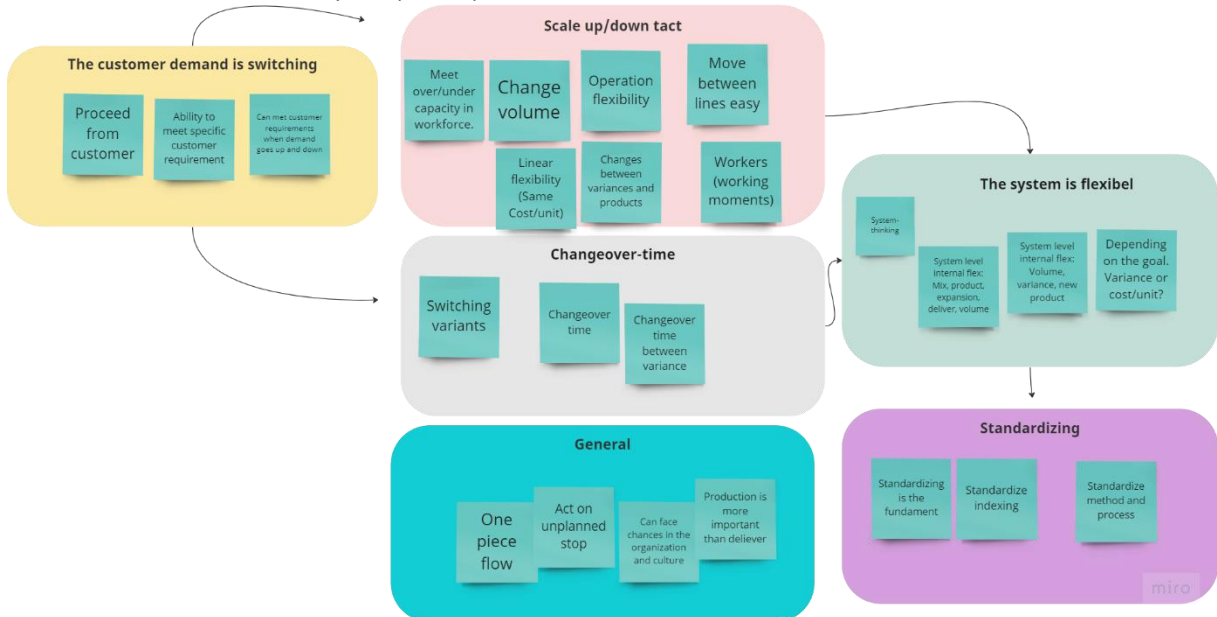 The customer demand is switching
Proceed
from
customer
Ability to
meet specific
customer
requirement
Can met customer
requirements
when demand
goes up and down
Scale up/down tact
Meet
over/under
capacity in
workforce.
Change
volume
Operation
flexibility
Move
between
lines easy
Linear
flexibility
(Same
Cost/unit)
Changes
between
variances and
products
Workers
(working
moments)
Changeover-time
Switching
variants
Changeover
time
Changeover
time
between
variance
The system is flexibel
System-
thinking
System level
internal flex:
Mix, product,
expansion,
deliver, volume
System level
internal flex:
Volume,
variance, new
product
Depending
on the goal.
Variance or
cost/unit?
General
One
piece
flow
Act on
unplanned
stop
Can face
chances in the
organization
and culture
Production is
more
important
than deliever
Standardizing
Standardizing
is the
fundament
Standardize
indexing
Standardize
method and
process
miro